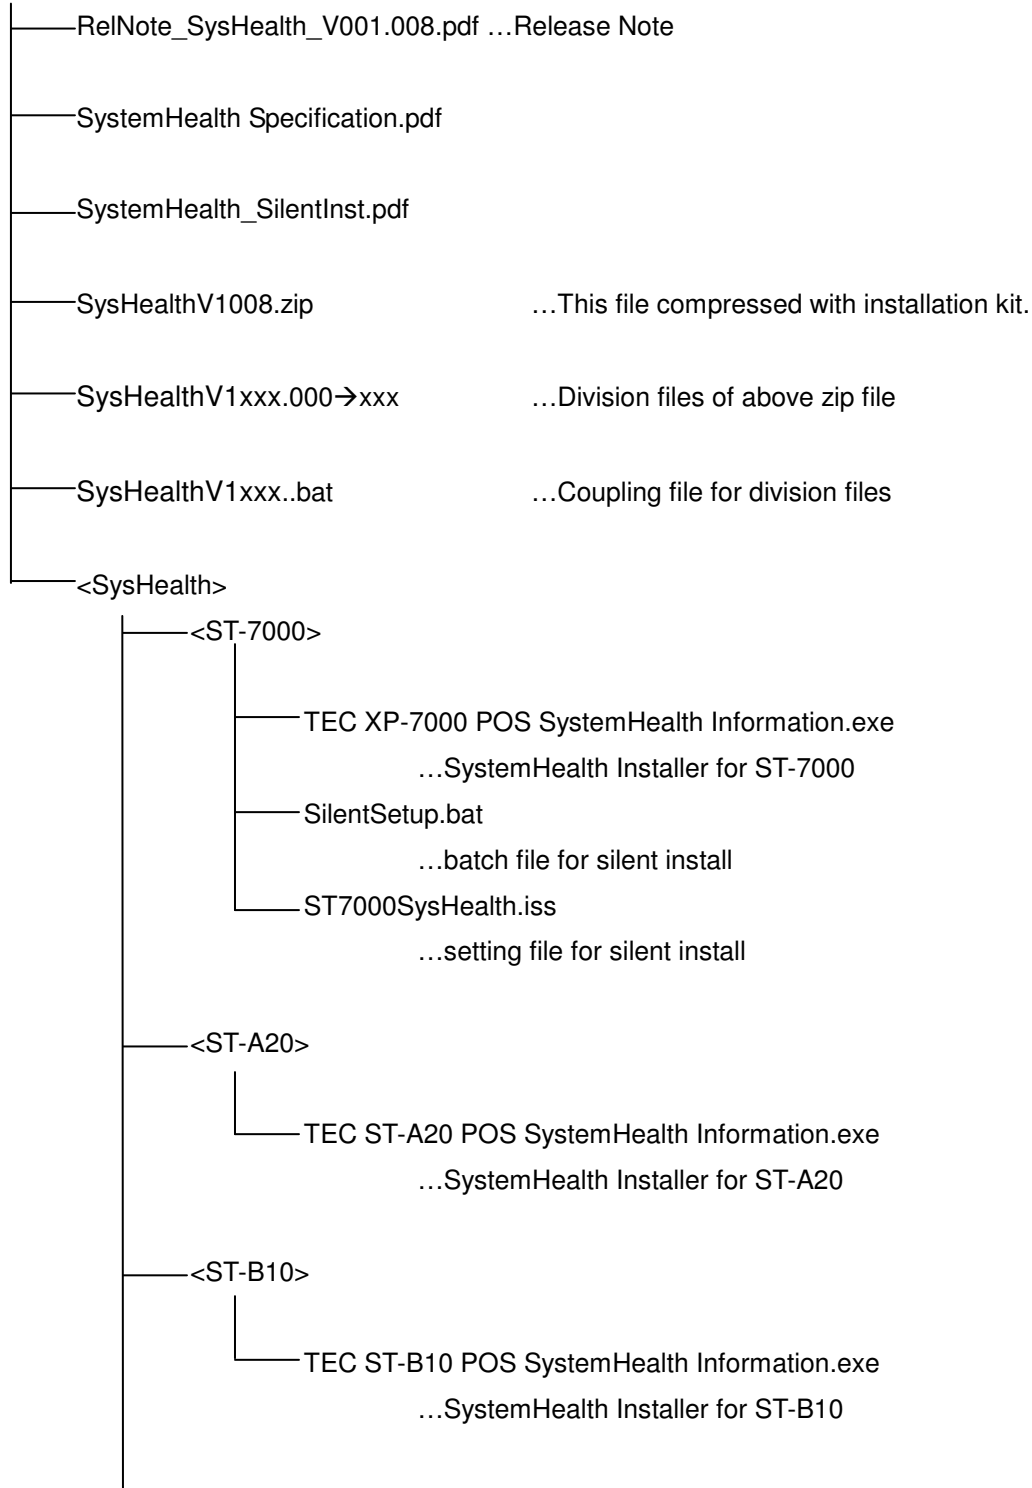 RelNote_SysHealth_V001.008.pdf …Release Note
SystemHealth Specification.pdf
SystemHealth_SilentInst.pdf
SysHealthV1008.zip …This file compressed with installation kit.
SysHealthV1xxx.000→xxx …Division files of above zip file
SysHealthV1xxx..bat …Coupling file for division files
<SysHealth>
<ST-7000>
TEC XP-7000 POS SystemHealth Information.exe
…SystemHealth Installer for ST-7000
SilentSetup.bat
…batch file for silent install
ST7000SysHealth.iss
…setting file for silent install
<ST-A20>
TEC ST-A20 POS SystemHealth Information.exe
…SystemHealth Installer for ST-A20
<ST-B10>
TEC ST-B10 POS SystemHealth Information.exe
…SystemHealth Installer for ST-B10